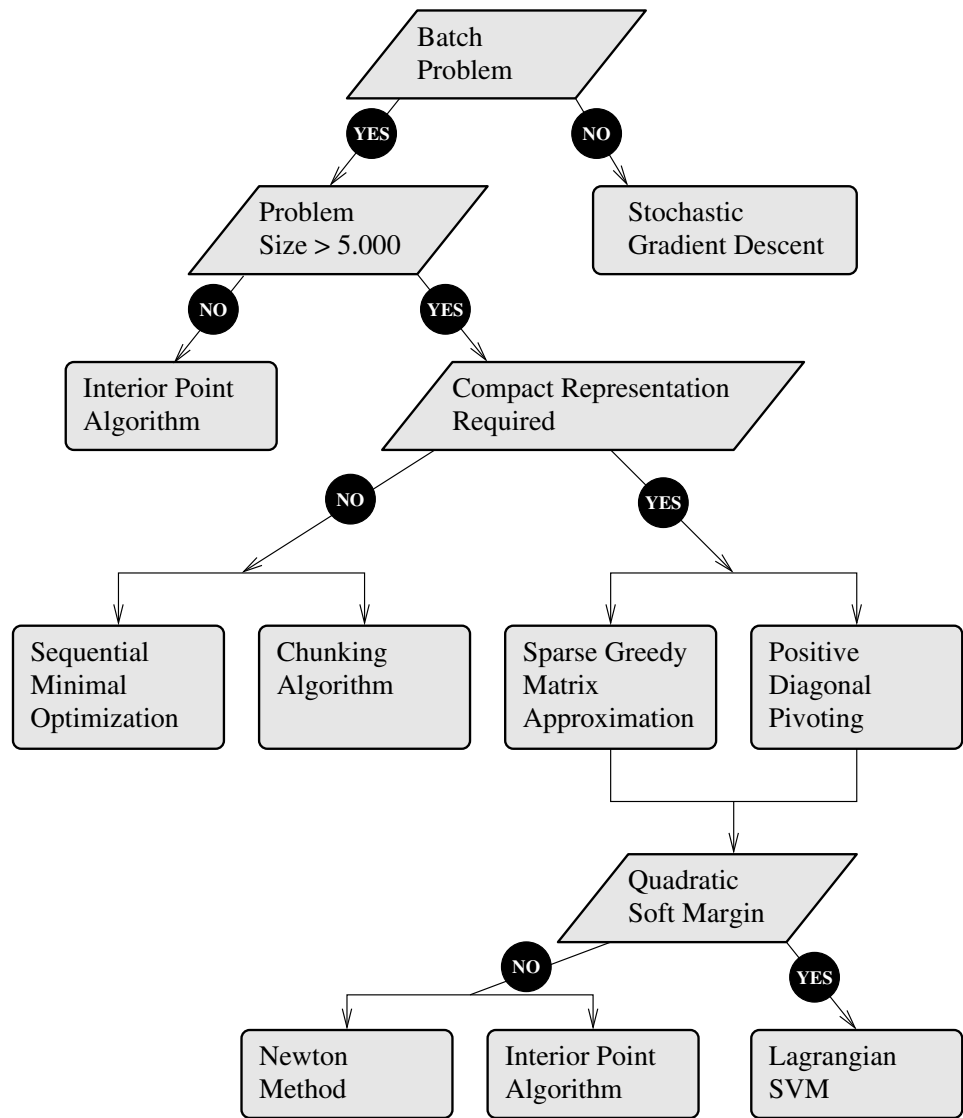 Batch
Problem
YES
NO
Problem
Size > 5.000
Stochastic
Gradient Descent
NO
YES
Interior Point
Algorithm
Compact Representation
Required
NO
YES
Sequential
Minimal
Optimization
Chunking
Algorithm
Sparse Greedy
Matrix
Approximation
Positive
Diagonal
Pivoting
Quadratic
Soft Margin
NO
YES
Newton
Method
Interior Point
Algorithm
Lagrangian
SVM